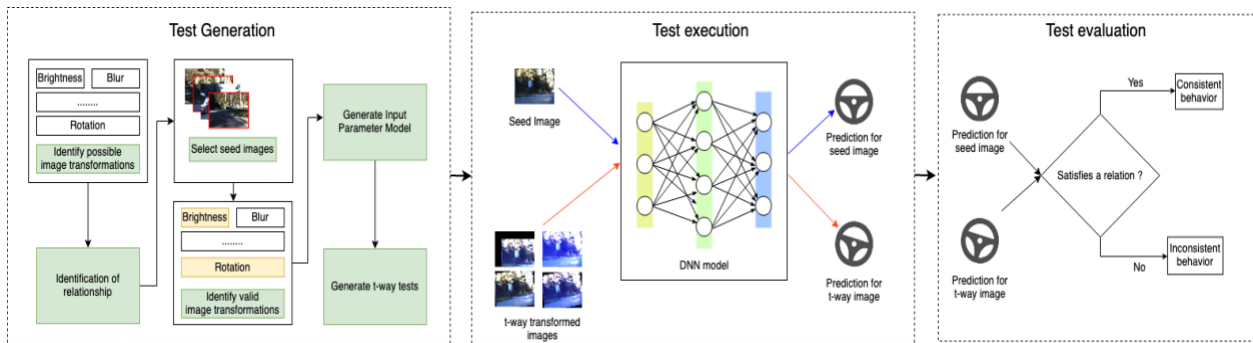 Test Generation
Brightness
Blur
........
Rotation
Identify possible
image transformations
Identification of
relationship
Select seed images
Brightness
Blur
........
Rotation
Identify valid
image transformations
Generate Input
Parameter Model
Generate t-way tests
Test execution
Seed Image
t-way transformed
images
DNN model
Prediction for
seed image
Prediction for
t-way image
Test evaluation
Prediction for
seed image
Prediction for
t-way image
Satisfies a relation ?
Yes
Consistent
behavior
No
Inconsistent
behavior